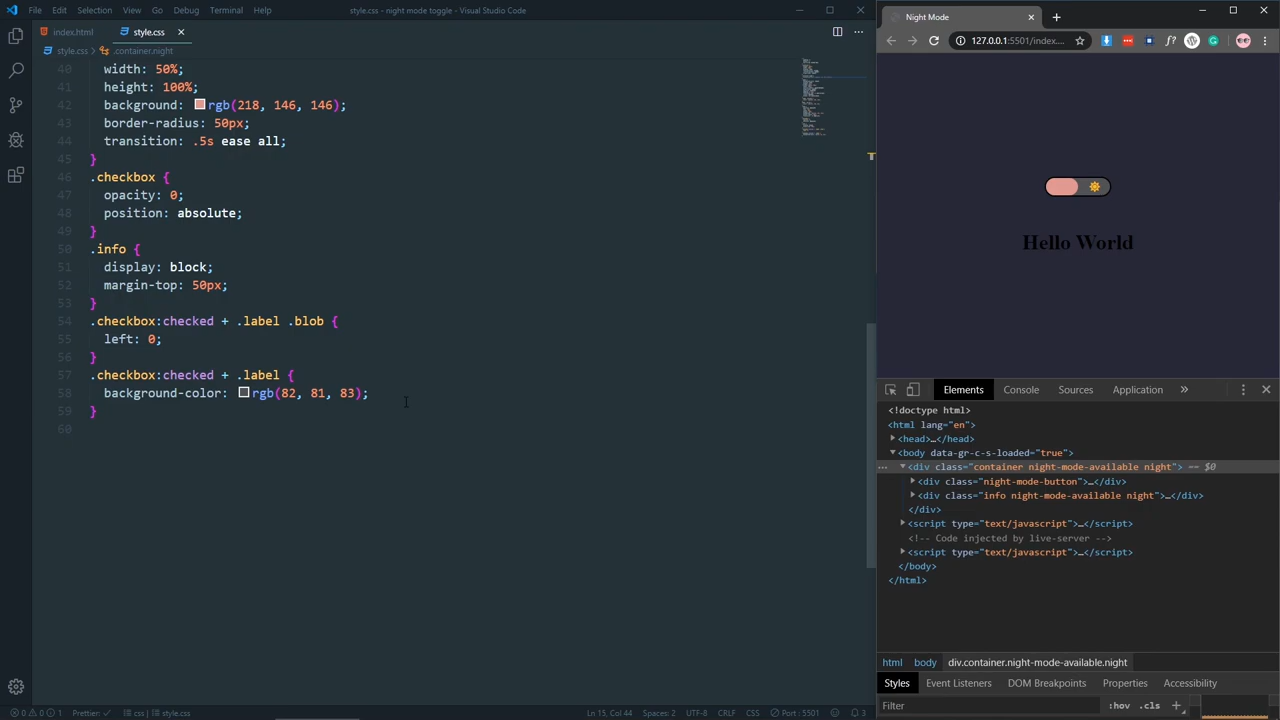 File Edit Selection View Go Debug Terminal Help
style.css - night mode toggle - Visual Studio Code
index.html
style.css
style.css > .container.night
40 width: 50%;
41 height: 100%;
42 background: rgb(218, 146, 146);
43 border-radius: 50px;
44 transition: .5s ease all;
45 }
46 .checkbox {
47 opacity: 0;
48 position: absolute;
49 }
50 .info {
51 display: block;
52 margin-top: 50px;
53 }
54 .checkbox:checked + .label .blob {
55 left: 0;
56 }
57 .checkbox:checked + .label {
58 background-color: rgb(82, 81, 83);
59 }
60
0 0 1 Prettier: ✓ css | style.css
Ln 15, Col 44 Spaces: 2 UTF-8 CRLF CSS Port : 5501 3
Night Mode
127.0.0.1:5501/index....
f?
Hello World
Elements Console Sources Application »
<!doctype html>
<html lang="en">
<head>…</head>
<body data-gr-c-s-loaded="true">
… <div class="container night-mode-available night"> == $0
<div class="night-mode-button">…</div>
<div class="info night-mode-available night">…</div>
</div>
<script type="text/javascript">…</script>
<!-- Code injected by live-server -->
<script type="text/javascript">…</script>
</body>
</html>
html body div.container.night-mode-available.night
Styles Event Listeners DOM Breakpoints Properties Accessibility
Filter :hov .cls +